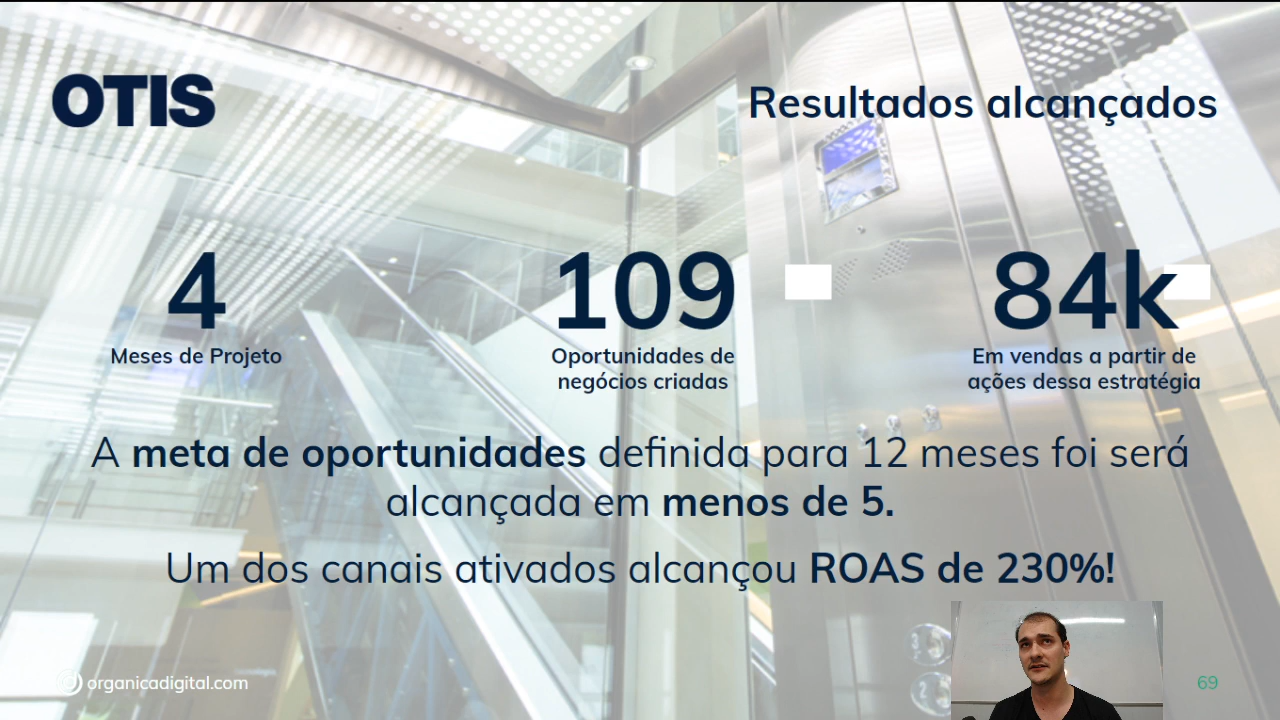 OTIS
Resultados alcançados
4
Meses de Projeto
109
Oportunidades de
negócios criadas
84k
Em vendas a partir de
ações dessa estratégia
A meta de oportunidades definida para 12 meses foi será
alcançada em menos de 5.
Um dos canais ativados alcançou ROAS de 230%!
organicadigital.com
69